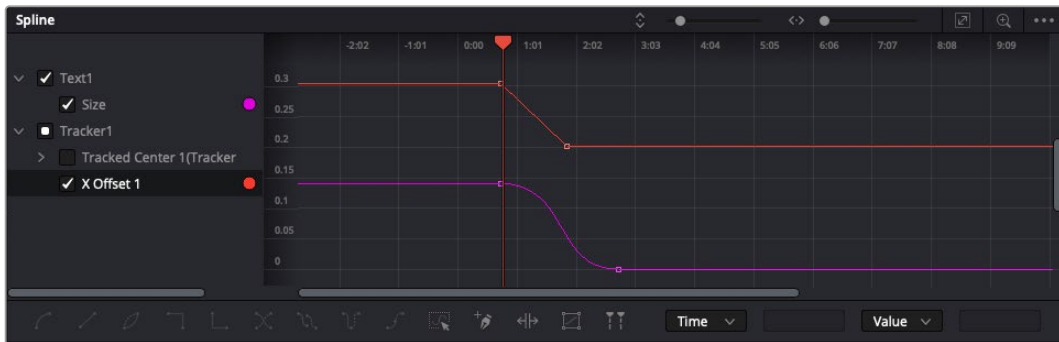 Spline
-2:02 -1:01 0:00 1:01 2:02 3:03 4:04 5:05 6:06 7:07 8:08 9:09
Text1
0.3
Size
0.25
Tracker1
0.2
Tracked Center 1(Tracker
0.15
X Offset 1
0.1
0.05
0
Time Value